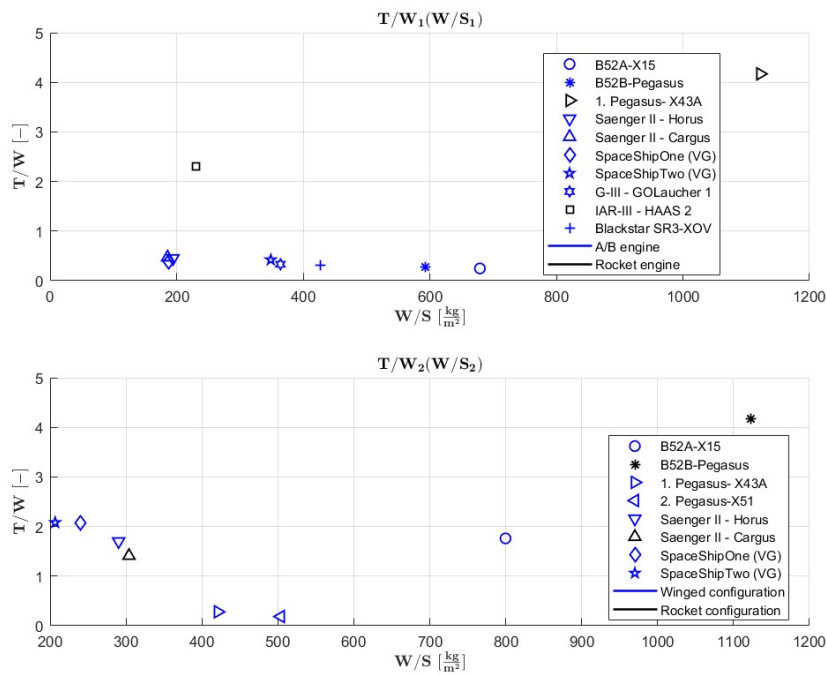 T/W₁(W/S₁)
5
4
3
2
1
0
T/W [−]
B52A-X15
B52B-Pegasus
1. Pegasus- X43A
Saenger II - Horus
Saenger II - Cargus
SpaceShipOne (VG)
SpaceShipTwo (VG)
G-III - GOLaucher 1
IAR-III - HAAS 2
Blackstar SR3-XOV
A/B engine
Rocket engine
0 200 400 600 800 1000 1200
W/S [kg/m²]
T/W₂(W/S₂)
5
4
3
2
1
0
T/W [−]
B52A-X15
B52B-Pegasus
1. Pegasus- X43A
2. Pegasus-X51
Saenger II - Horus
Saenger II - Cargus
SpaceShipOne (VG)
SpaceShipTwo (VG)
Winged configuration
Rocket configuration
200 300 400 500 600 700 800 900 1000 1100 1200
W/S [kg/m²]